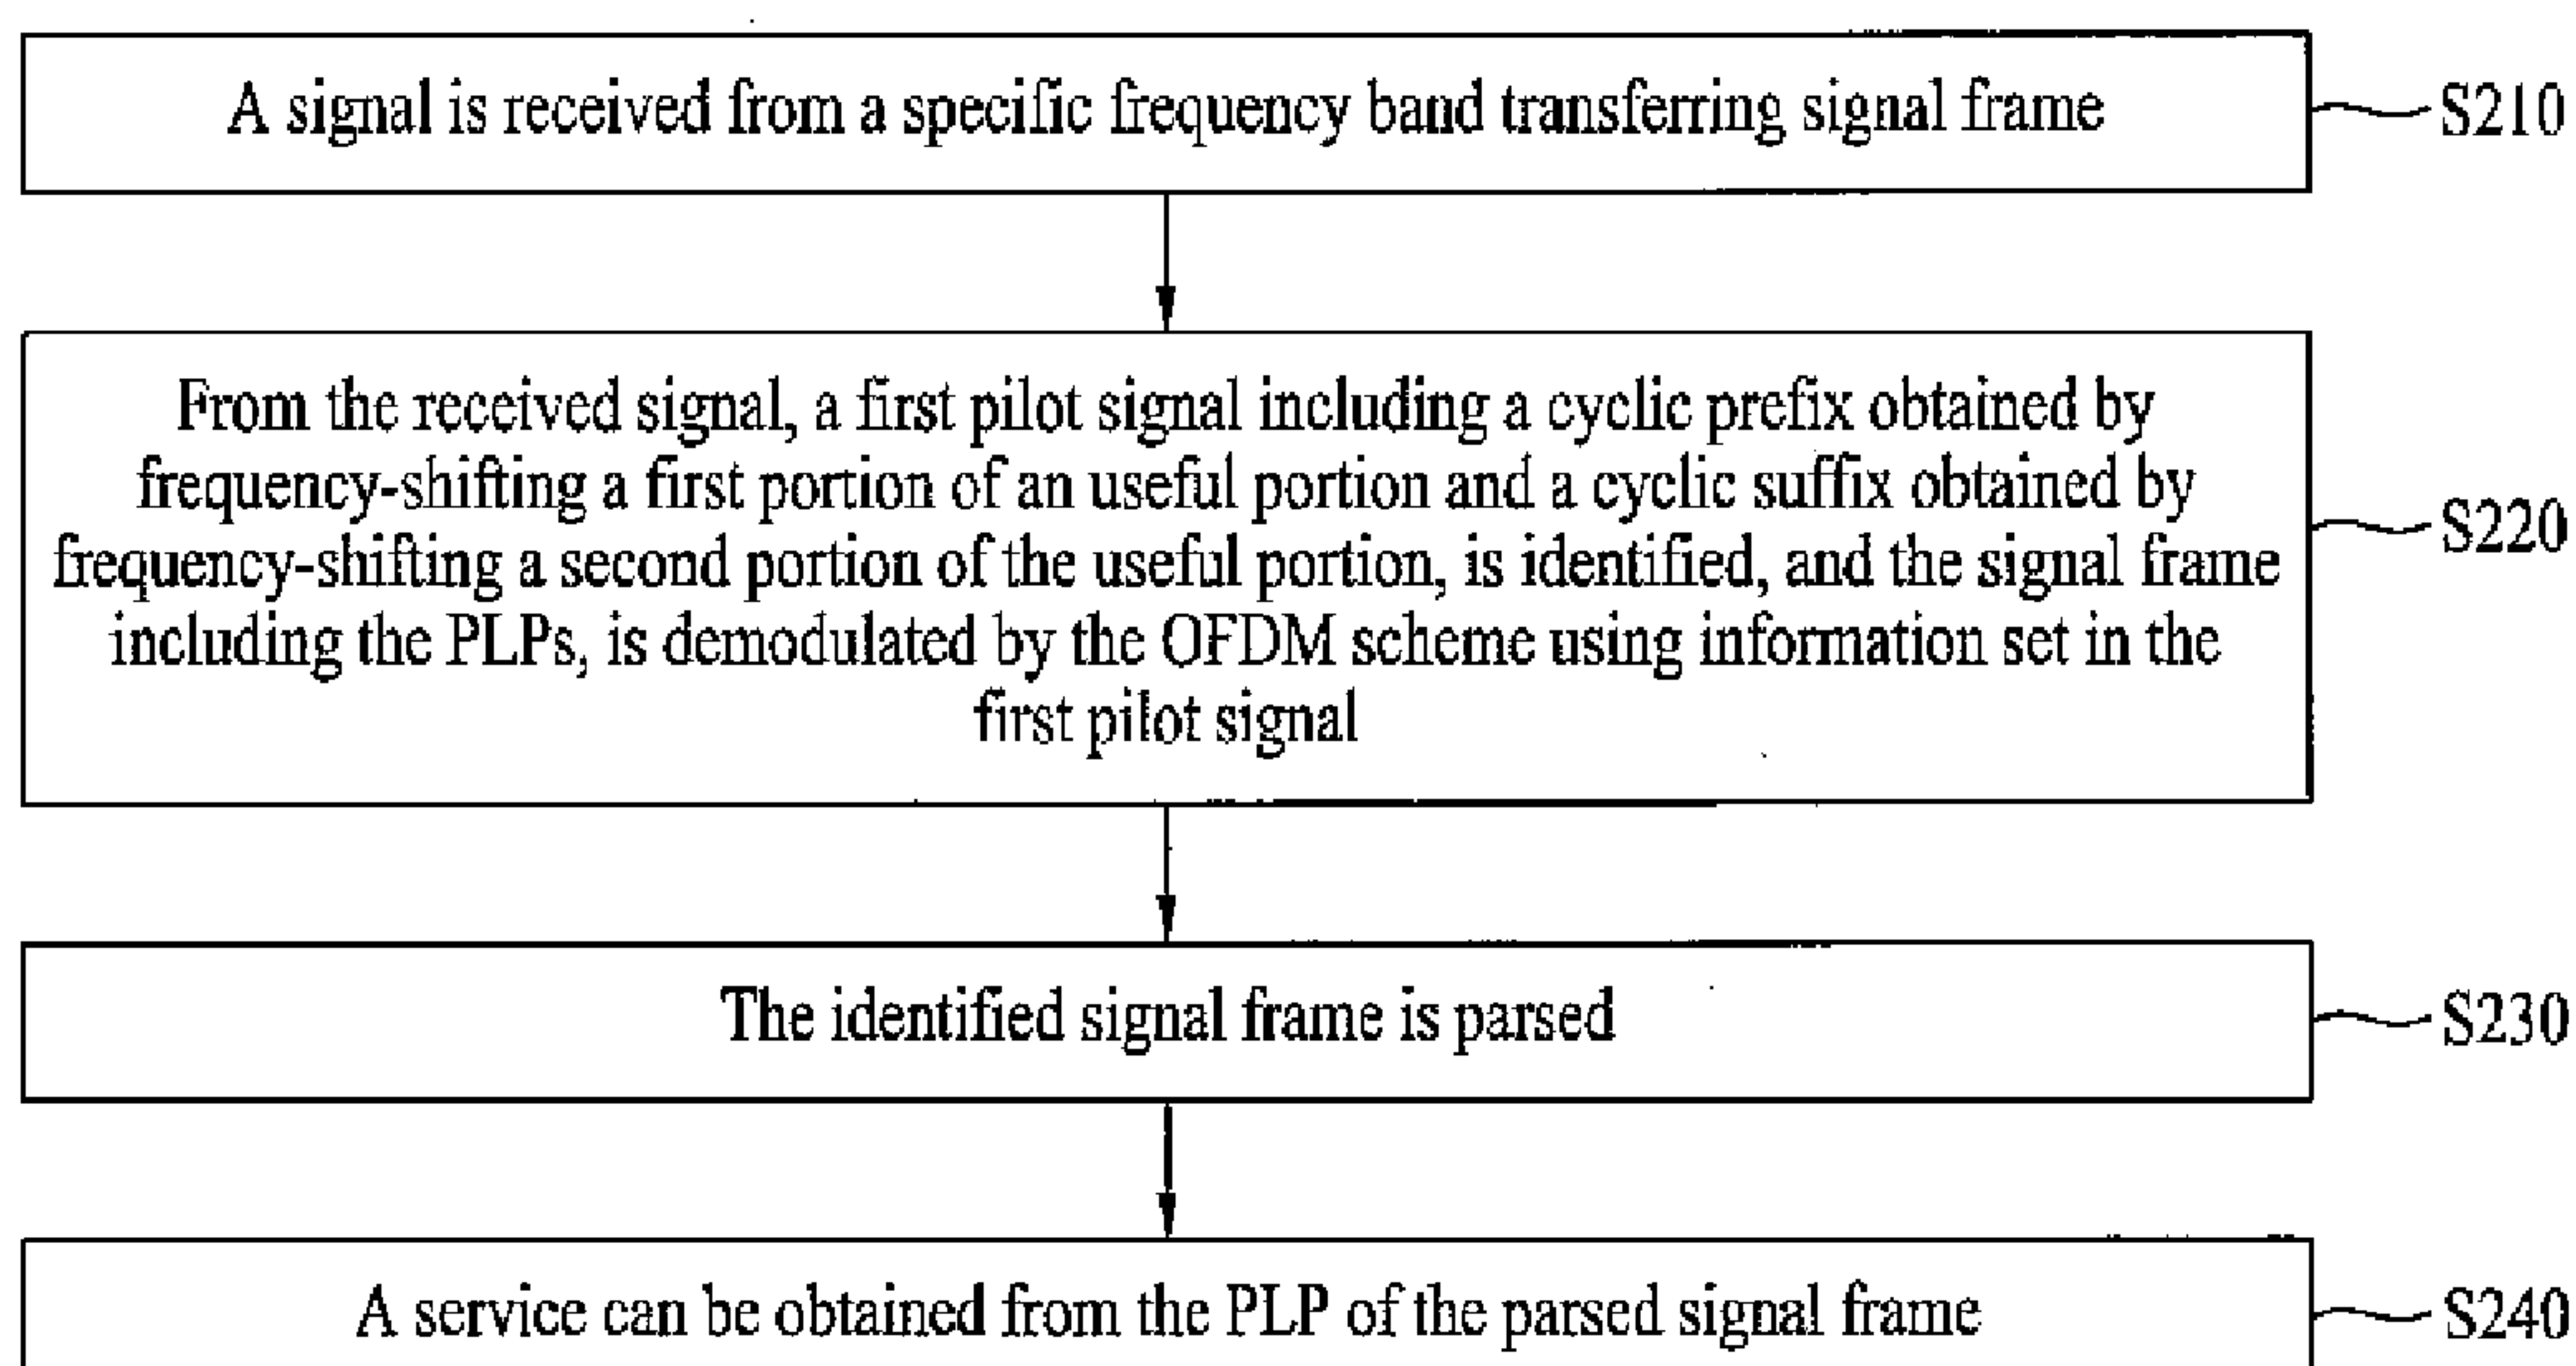 A signal is received from a specific frequency band transferring signal frame
S210
From the received signal, a first pilot signal including a cyclic prefix obtained by
frequency-shifting a first portion of an useful portion and a cyclic suffix obtained by
frequency-shifting a second portion of the useful portion, is identified, and the signal frame
including the PLPs, is demodulated by the OFDM scheme using information set in the
first pilot signal
S220
The identified signal frame is parsed
S230
A service can be obtained from the PLP of the parsed signal frame
S240